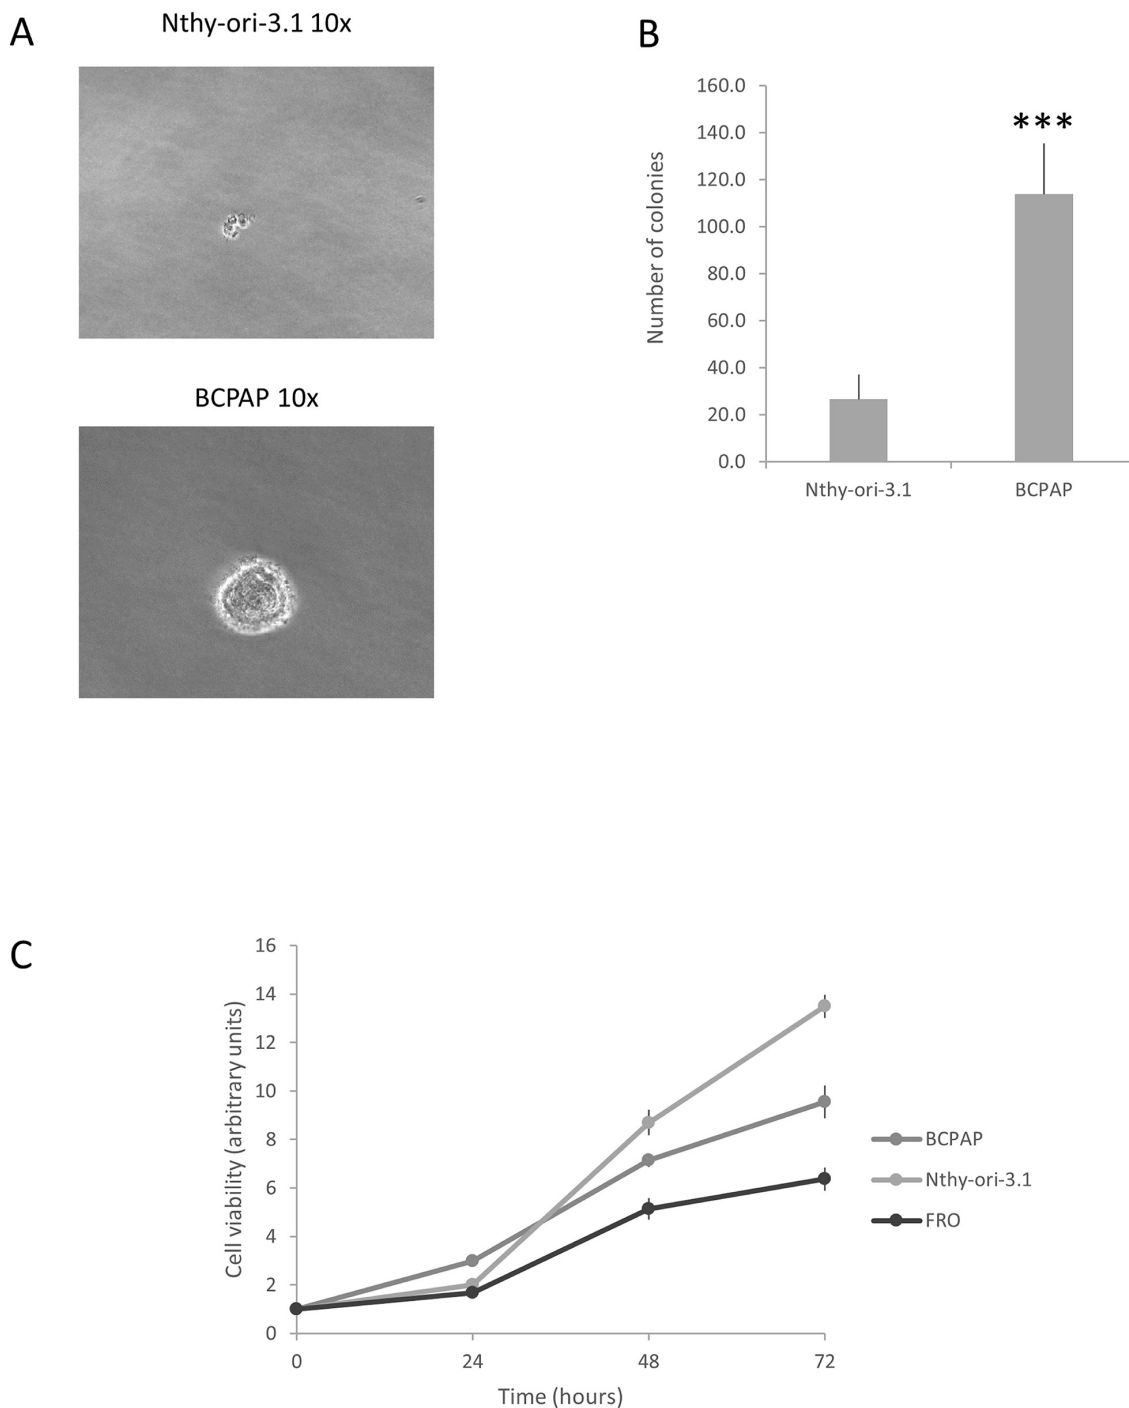 A
Nthy-ori-3.1 10x
BCPAP 10x
B
160.0
140.0
120.0
100.0
80.0
60.0
40.0
20.0
0.0
Number of colonies
***
Nthy-ori-3.1
BCPAP
C
16
14
12
10
8
6
4
2
0
Cell viability (arbitrary units)
0
24
48
72
Time (hours)
BCPAP
Nthy-ori-3.1
FRO